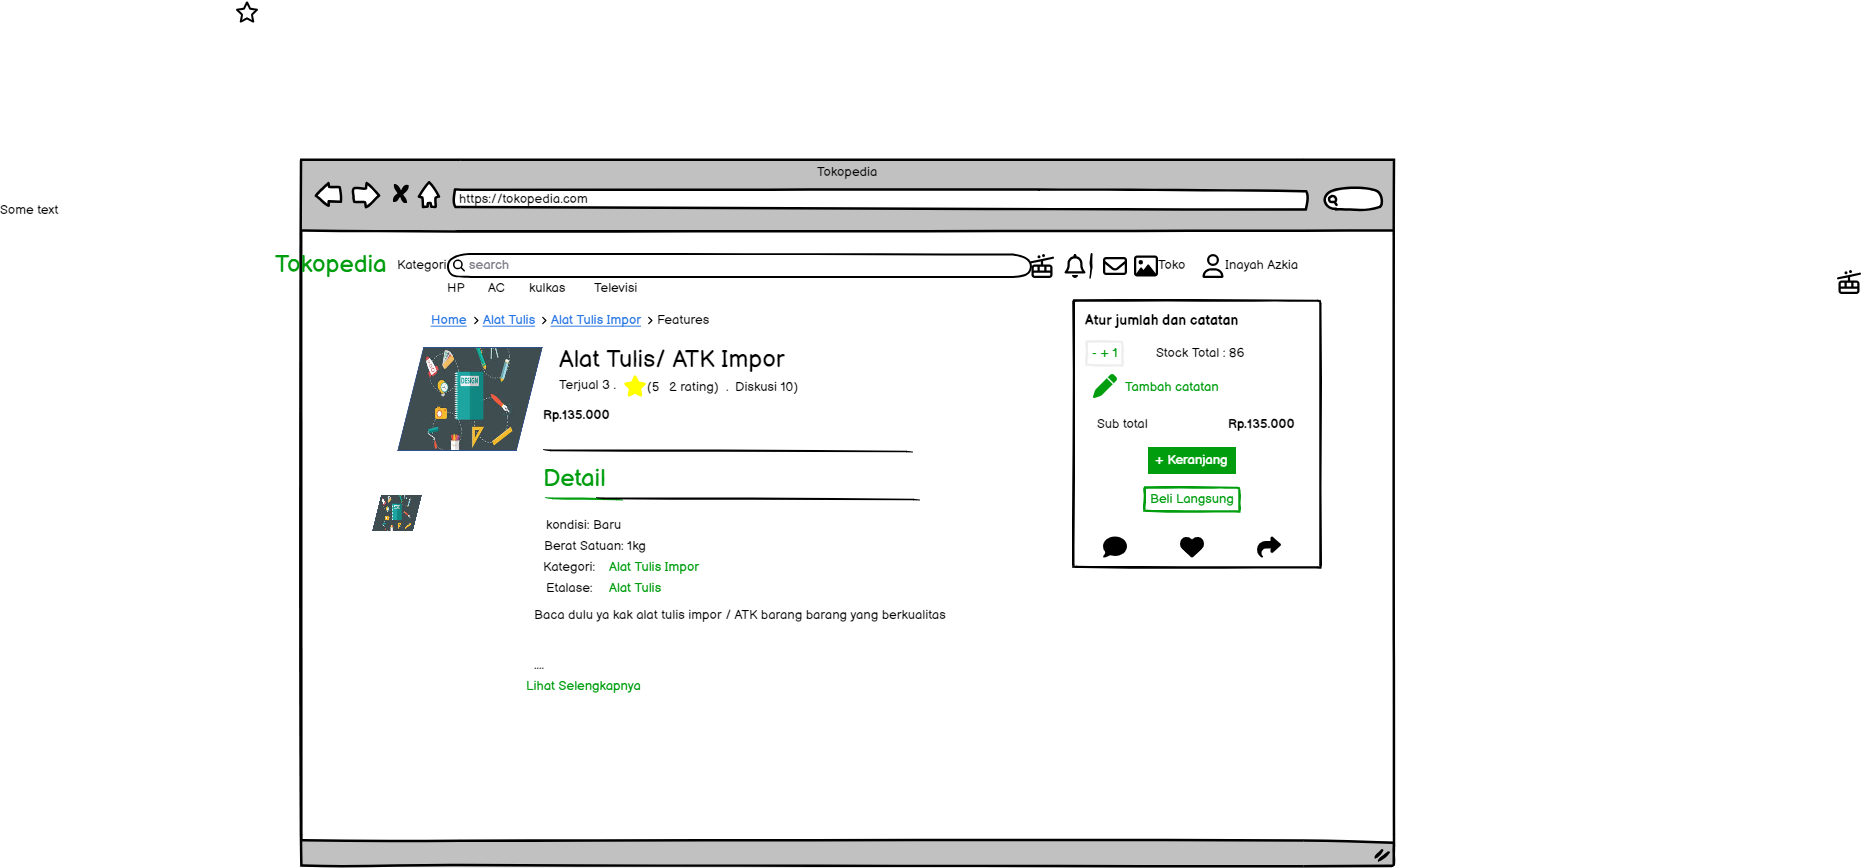 Tokopedia
https://tokopedia.com
Some text
Tokopedia Kategori search Toko Inayah Azkia
HP AC kulkas Televisi
Home Alat Tulis Alat Tulis Impor Features
Alat Tulis/ ATK Impor
Terjual 3 . (5 2 rating) . Diskusi 10)
Rp.135.000
DESIGN
Detail
kondisi: Baru
Berat Satuan: 1kg
Kategori: Alat Tulis Impor
Etalase: Alat Tulis
Baca dulu ya kak alat tulis impor / ATK barang barang yang berkualitas
....
Lihat Selengkapnya
Atur jumlah dan catatan
- + 1 Stock Total : 86
Tambah catatan
Sub total Rp.135.000
+ Keranjang
Beli Langsung